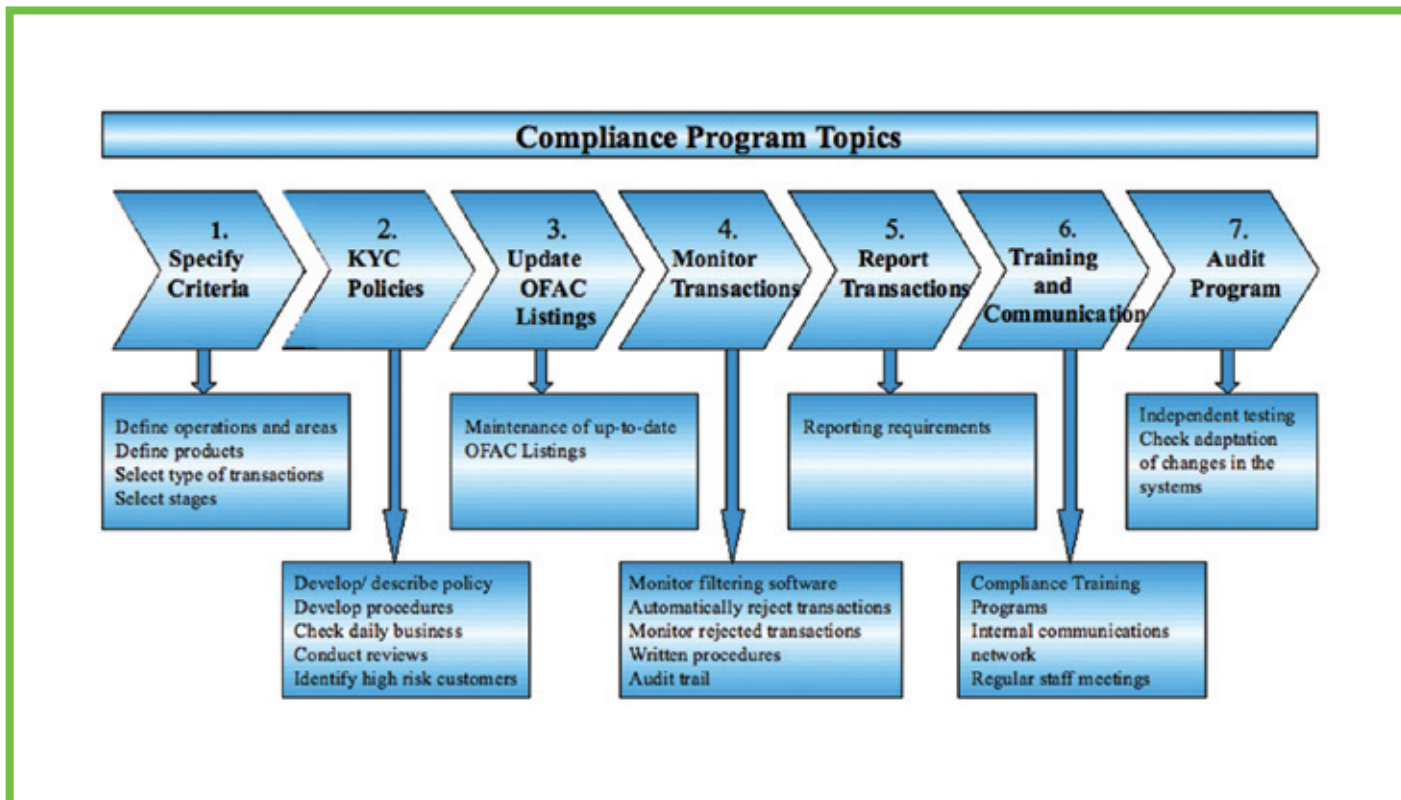 Compliance Program Topics
1.
Specify
Criteria
2.
KYC
Policies
3.
Update
OFAC
Listings
4.
Monitor
Transactions
5.
Report
Transactions
6.
Training
and
Communication
7.
Audit
Program
Define operations and areas
Define products
Select type of transactions
Select stages
Maintenance of up-to-date
OFAC Listings
Reporting requirements
Independent testing
Check adaptation
of changes in the
systems
Develop/ describe policy
Develop procedures
Check daily business
Conduct reviews
Identify high risk customers
Monitor filtering software
Automatically reject transactions
Monitor rejected transactions
Written procedures
Audit trail
Compliance Training
Programs
Internal communications
network
Regular staff meetings